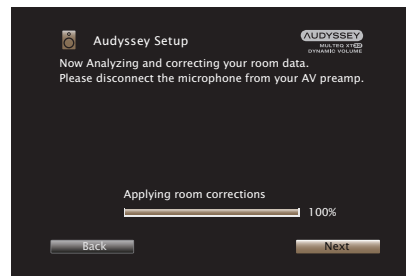 Audyssey Setup
AUDYSSEY
MULTEQ XT32
DYNAMIC VOLUME
Now Analyzing and correcting your room data.
Please disconnect the microphone from your AV preamp.
Applying room corrections
100%
Back
Next